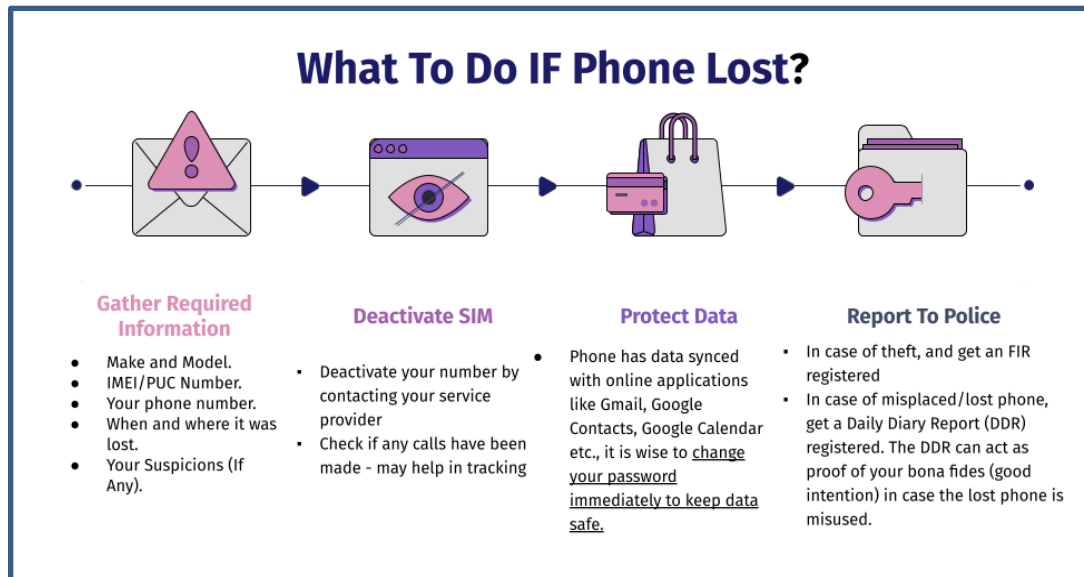 What To Do IF Phone Lost?
Gather Required
Information
● Make and Model.
● IMEI/PUC Number.
● Your phone number.
● When and where it was
lost.
● Your Suspicions (If
Any).
Deactivate SIM
▪ Deactivate your number by
contacting your service
provider
▪ Check if any calls have been
made - may help in tracking
Protect Data
● Phone has data synced
with online applications
like Gmail, Google
Contacts, Google Calendar
etc., it is wise to change
your password
immediately to keep data
safe.
Report To Police
▪ In case of theft, and get an FIR
registered
▪ In case of misplaced/lost phone,
get a Daily Diary Report (DDR)
registered. The DDR can act as
proof of your bona fides (good
intention) in case the lost phone is
misused.